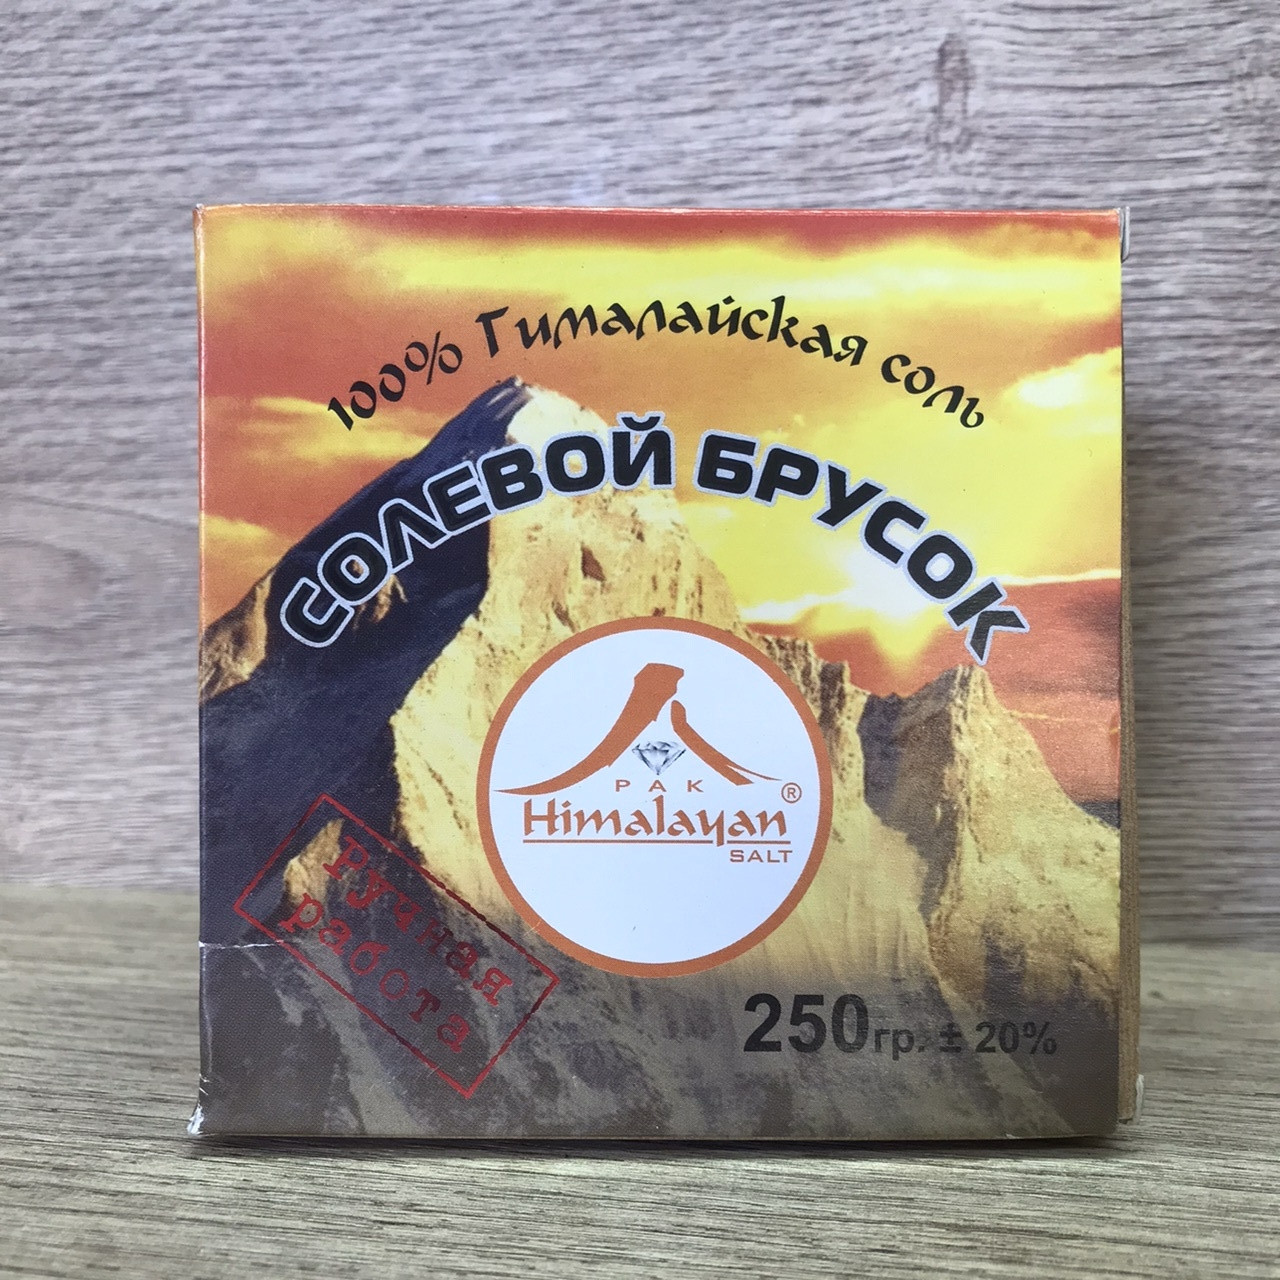 100% Гималайская соль
СОЛЕВОЙ БРУСОК
PAK
Himalayan ®
SALT
Ручная
работа
250гр. ± 20%